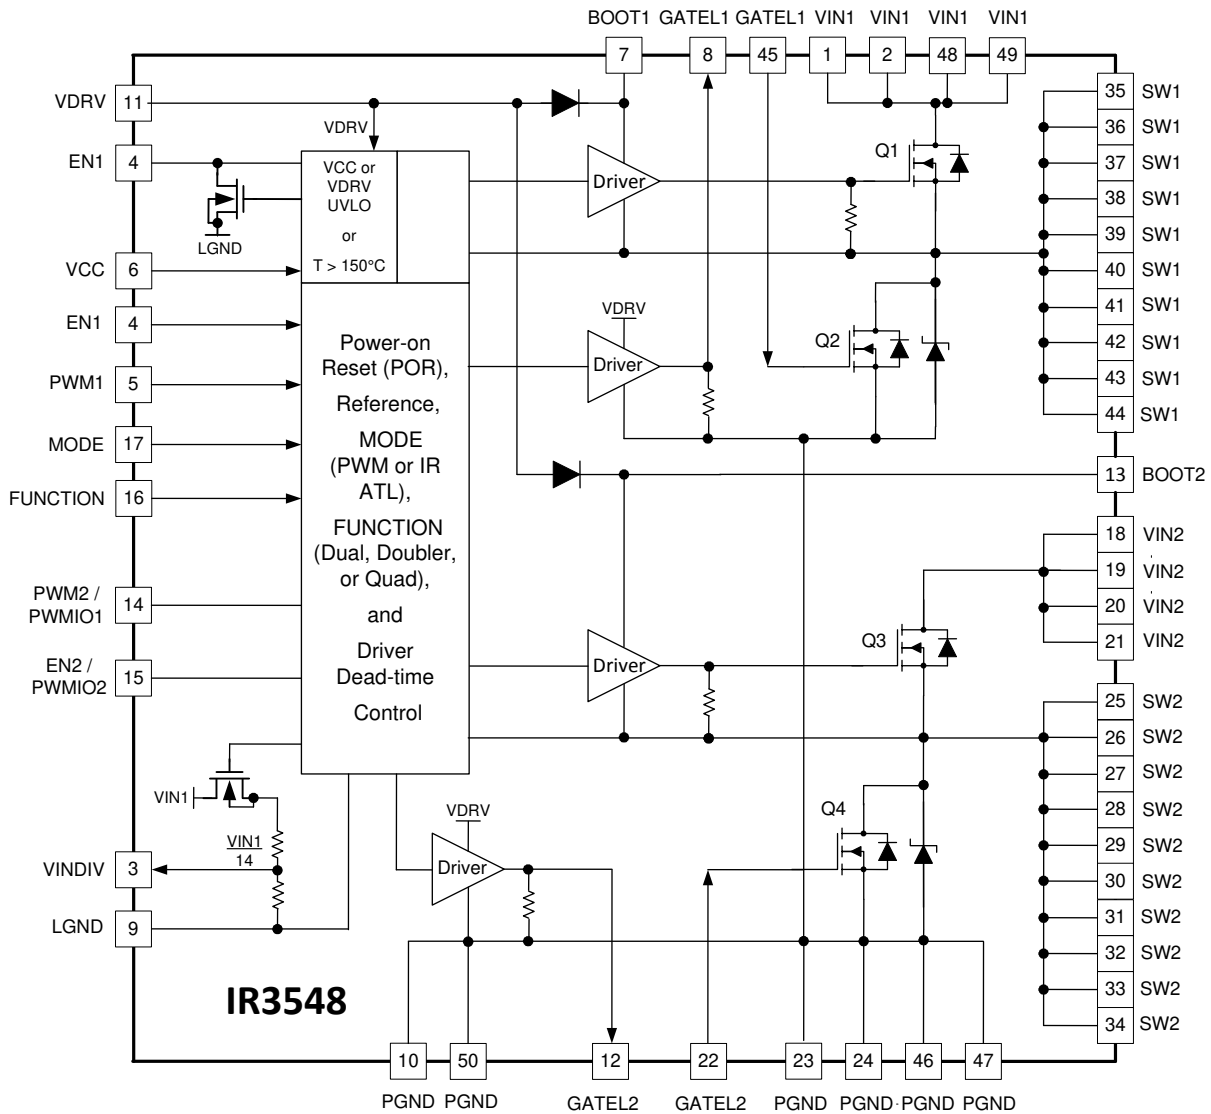 BOOT1 GATEL1 GATEL1 VIN1 VIN1 VIN1 VIN1
7 8 45 1 2 48 49
VDRV 11
VDRV
EN1 4
LGND
VCC 6
EN1 4
PWM1 5
MODE 17
FUNCTION 16
PWM2 /
PWMIO1
14
EN2 /
PWMIO2
15
VINDIV 3
LGND 9
VCC or
VDRV
UVLO
or
T > 150°C
Power-on
Reset (POR),
Reference,
MODE
(PWM or IR
ATL),
FUNCTION
(Dual, Doubler,
or Quad),
and
Driver
Dead-time
Control
VIN1
VIN1
14
Driver
Q1
VDRV
Driver
Q2
Driver
Q3
VDRV
Driver
Q4
35 SW1
36 SW1
37 SW1
38 SW1
39 SW1
40 SW1
41 SW1
42 SW1
43 SW1
44 SW1
13 BOOT2
18 VIN2
19 VIN2
20 VIN2
21 VIN2
25 SW2
26 SW2
27 SW2
28 SW2
29 SW2
30 SW2
31 SW2
32 SW2
33 SW2
34 SW2
IR3548
10 50 12 22 23 24 46 47
PGND PGND GATEL2 GATEL2 PGND PGND PGND PGND